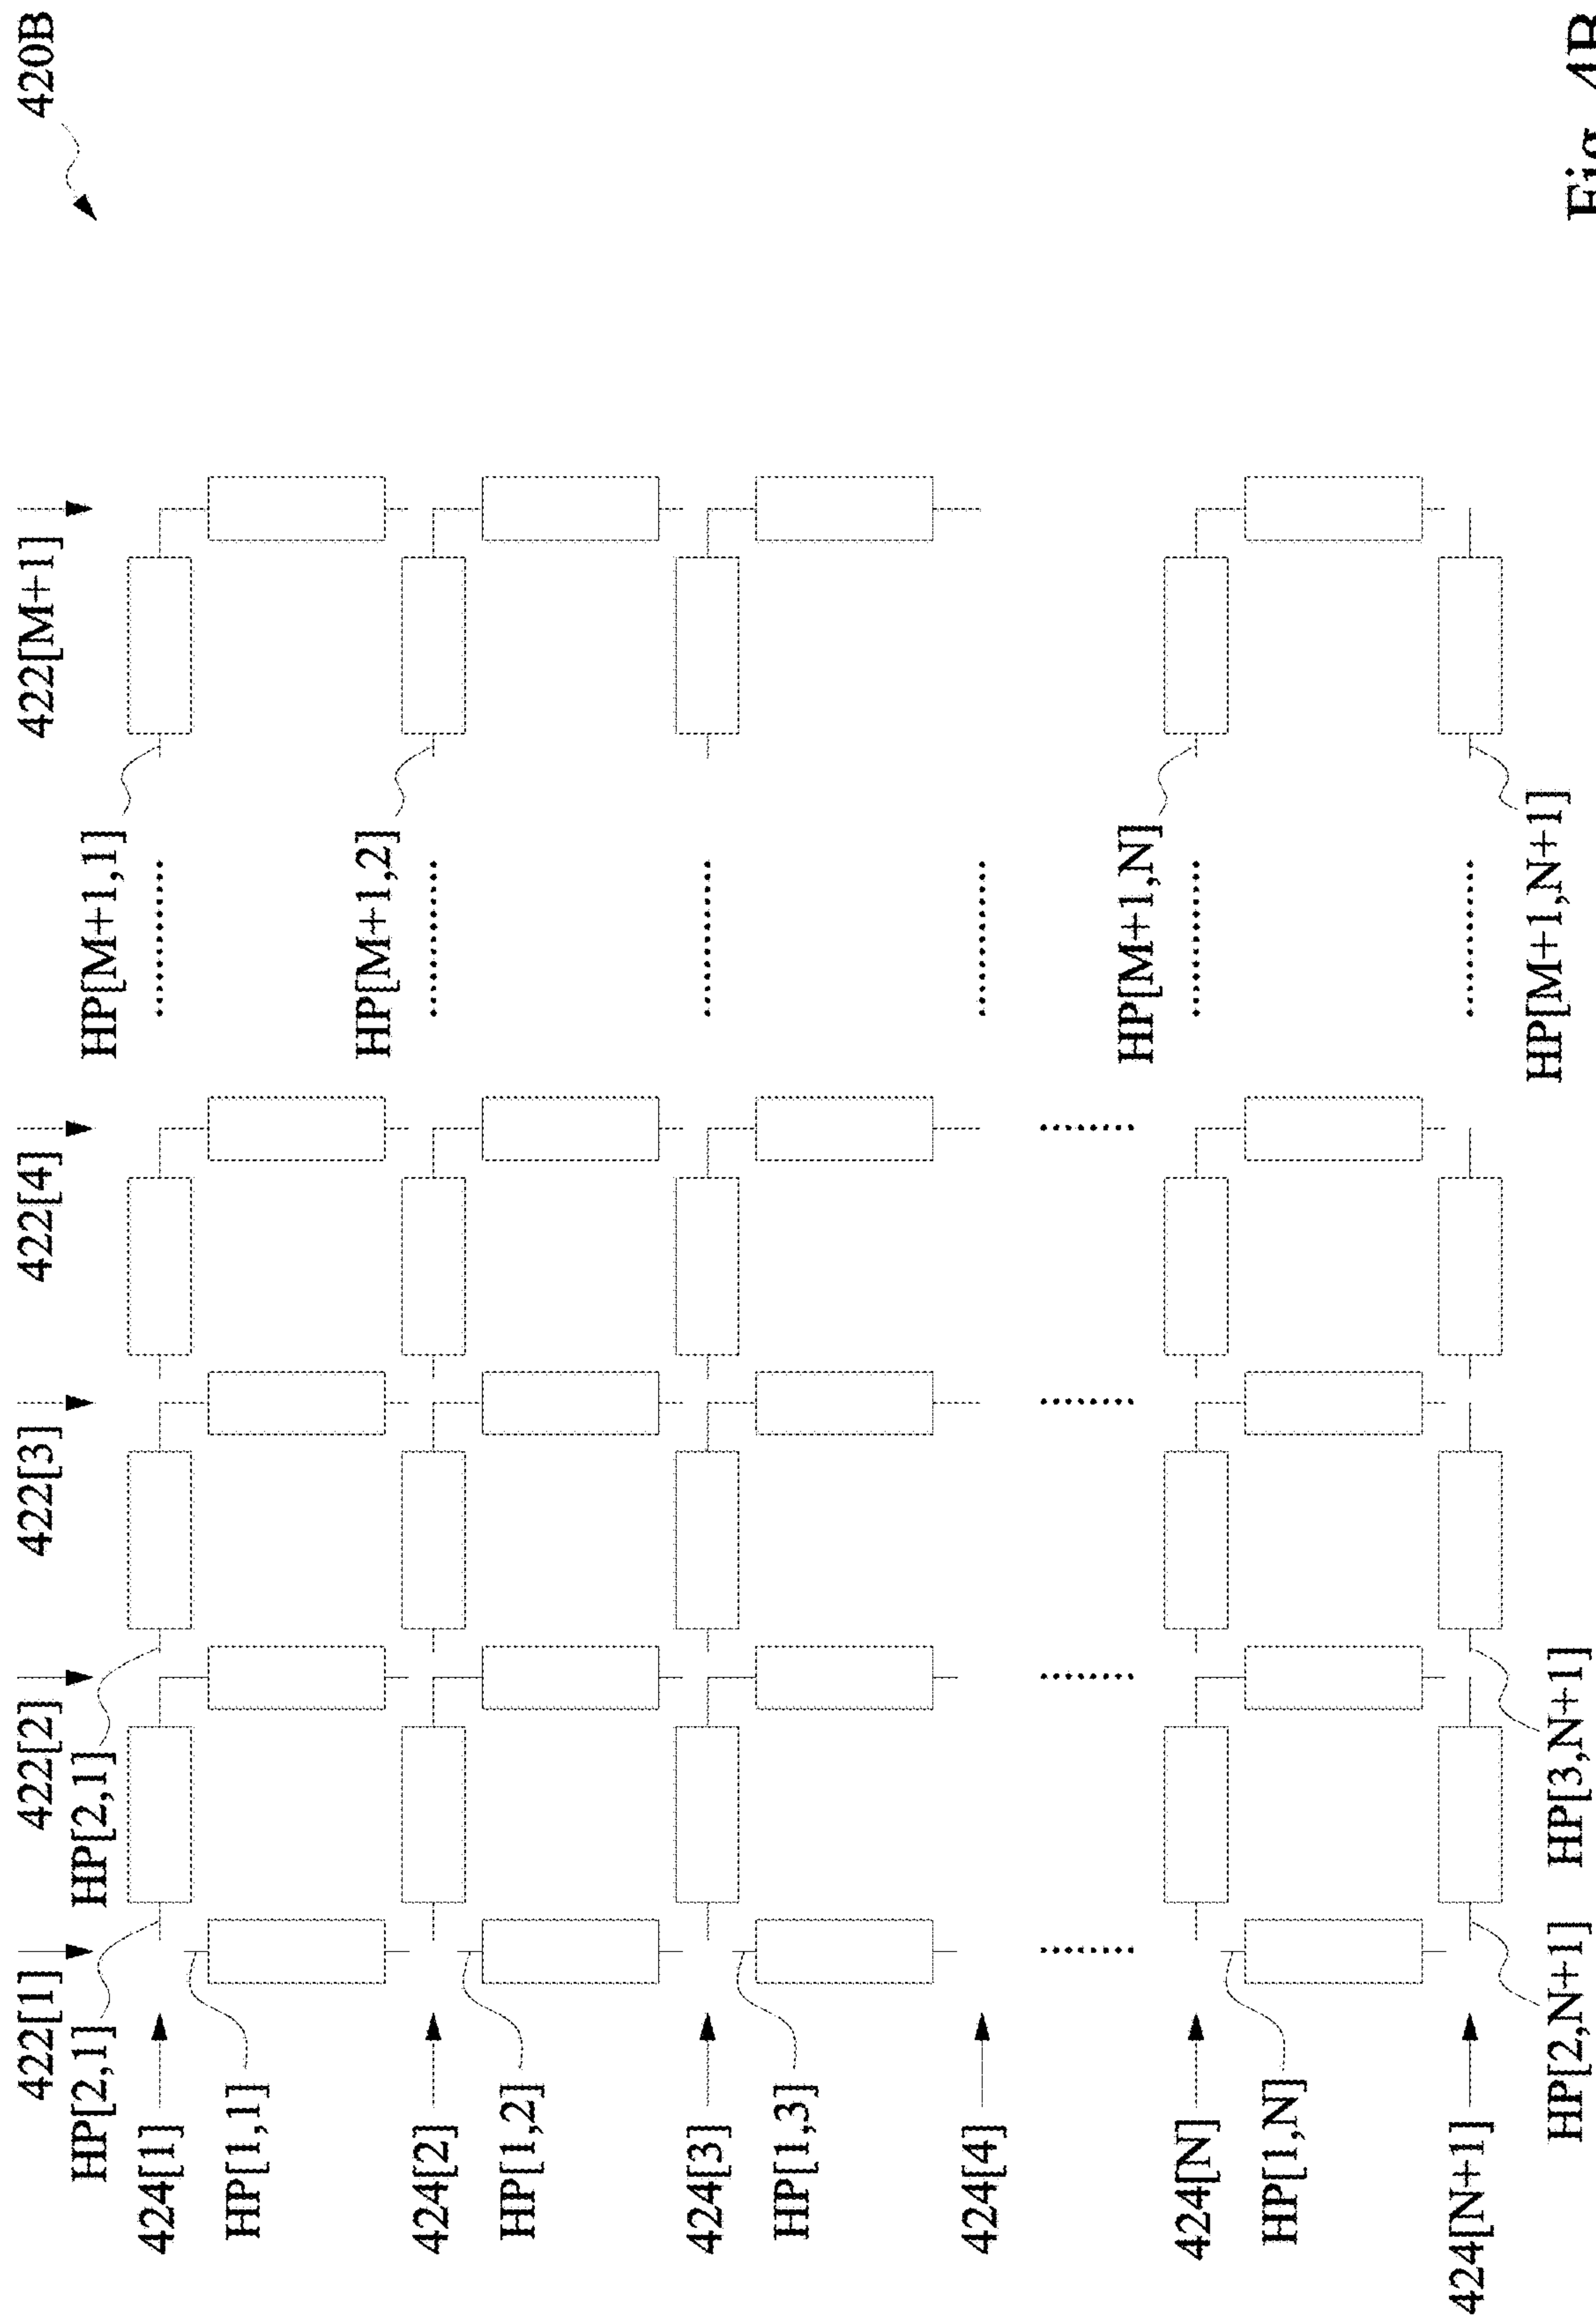 420B
422[1]
422[2]
422[3]
422[4]
422[M+1]
HP[2,1]
HP[2,1]
HP[M+1,1]
424[1]
HP[1,1]
HP[M+1,2]
424[2]
HP[1,2]
424[3]
HP[1,3]
424[4]
HP[M+1,N]
424[N]
HP[1,N]
424[N+1]
HP[2,N+1]
HP[3,N+1]
HP[M+1,N+1]
Fig. 4B